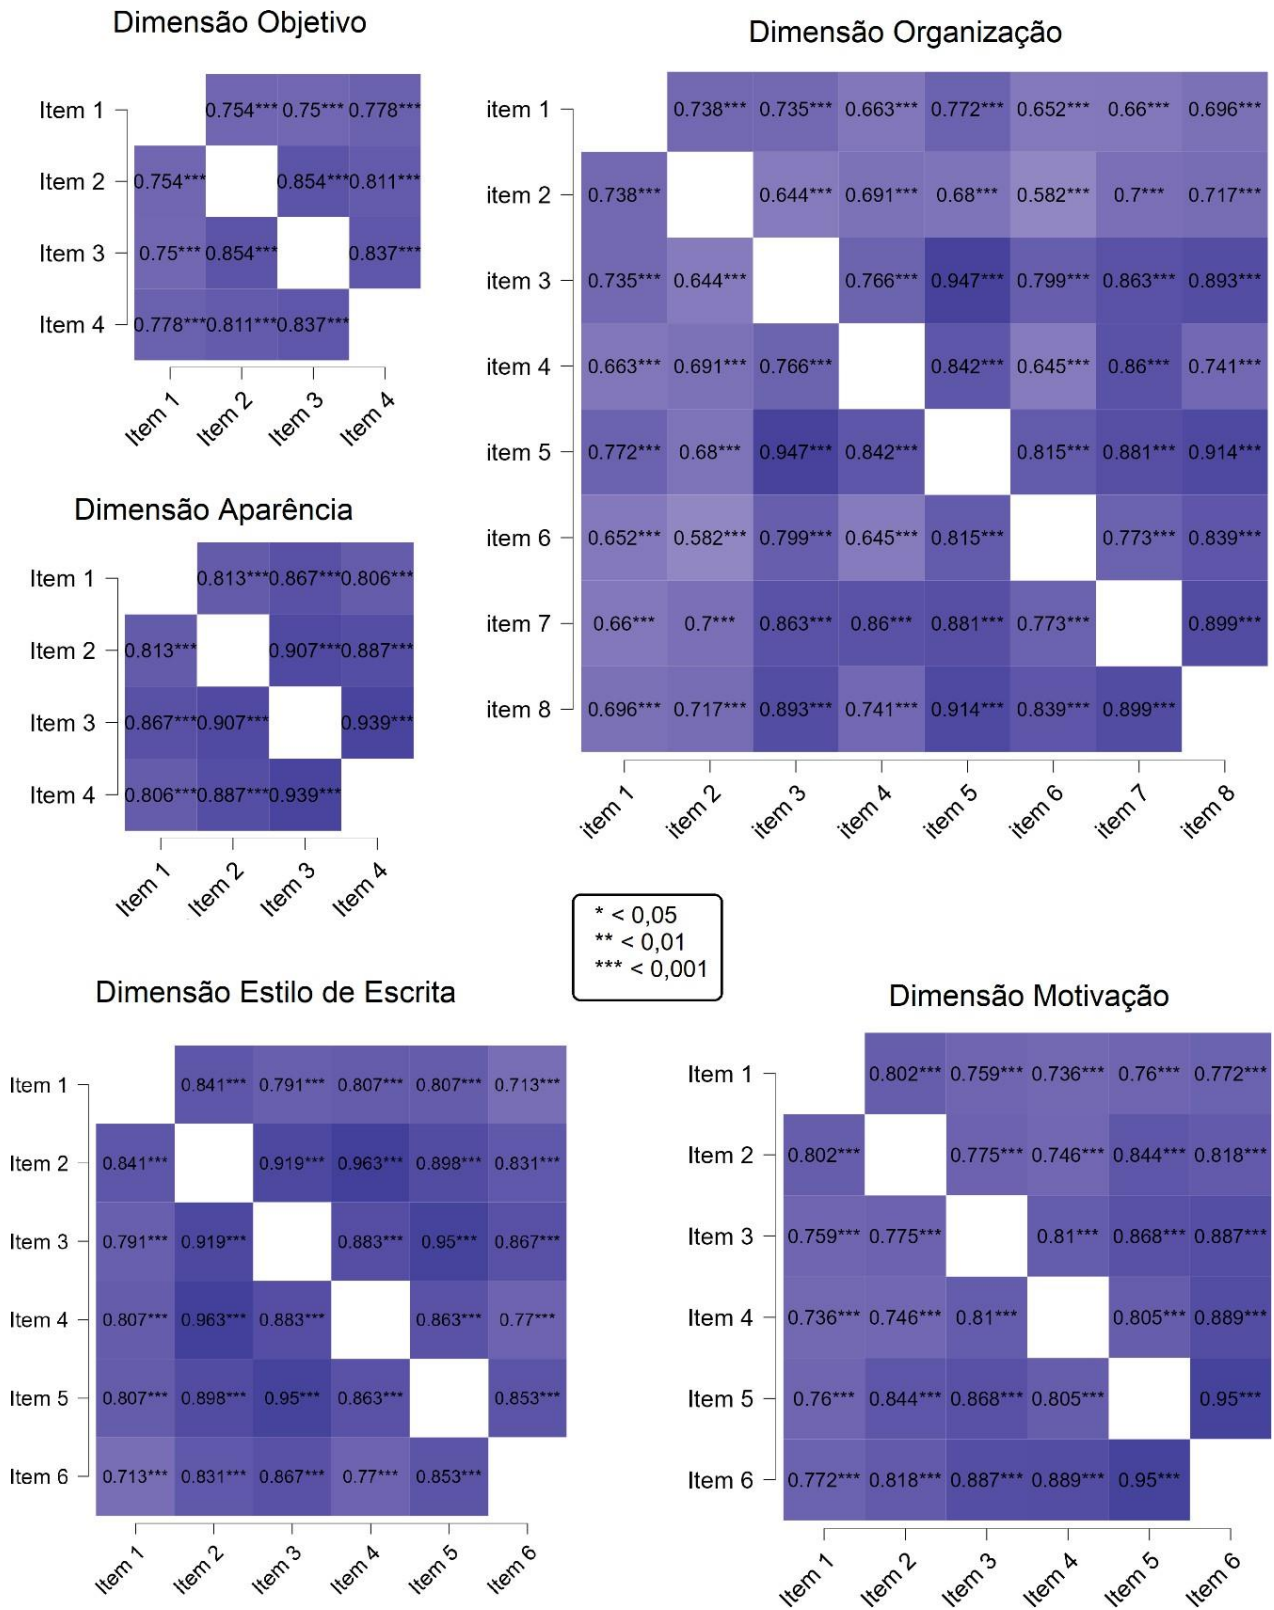 Dimensão Objetivo
Item 1 0.754*** 0.75*** 0.778***
Item 2 0.754*** 0.854*** 0.811***
Item 3 0.75*** 0.854*** 0.837***
Item 4 0.778*** 0.811*** 0.837***
Item 1 Item 2 Item 3 Item 4
Dimensão Organização
item 1 0.738*** 0.735*** 0.663*** 0.772*** 0.652*** 0.66*** 0.696***
item 2 0.738*** 0.644*** 0.691*** 0.68*** 0.582*** 0.7*** 0.717***
item 3 0.735*** 0.644*** 0.766*** 0.947*** 0.799*** 0.863*** 0.893***
item 4 0.663*** 0.691*** 0.766*** 0.842*** 0.645*** 0.86*** 0.741***
item 5 0.772*** 0.68*** 0.947*** 0.842*** 0.815*** 0.881*** 0.914***
item 6 0.652*** 0.582*** 0.799*** 0.645*** 0.815*** 0.773*** 0.839***
item 7 0.66*** 0.7*** 0.863*** 0.86*** 0.881*** 0.773*** 0.899***
item 8 0.696*** 0.717*** 0.893*** 0.741*** 0.914*** 0.839*** 0.899***
item 1 item 2 item 3 item 4 item 5 item 6 item 7 item 8
Dimensão Aparência
Item 1 0.813*** 0.867*** 0.806***
Item 2 0.813*** 0.907*** 0.887***
Item 3 0.867*** 0.907*** 0.939***
Item 4 0.806*** 0.887*** 0.939***
Item 1 Item 2 Item 3 Item 4
* < 0,05
** < 0,01
*** < 0,001
Dimensão Estilo de Escrita
Item 1 0.841*** 0.791*** 0.807*** 0.807*** 0.713***
Item 2 0.841*** 0.919*** 0.963*** 0.898*** 0.831***
Item 3 0.791*** 0.919*** 0.883*** 0.95*** 0.867***
Item 4 0.807*** 0.963*** 0.883*** 0.863*** 0.77***
Item 5 0.807*** 0.898*** 0.95*** 0.863*** 0.853***
Item 6 0.713*** 0.831*** 0.867*** 0.77*** 0.853***
Item 1 Item 2 Item 3 Item 4 Item 5 Item 6
Dimensão Motivação
Item 1 0.802*** 0.759*** 0.736*** 0.76*** 0.772***
Item 2 0.802*** 0.775*** 0.746*** 0.844*** 0.818***
Item 3 0.759*** 0.775*** 0.81*** 0.868*** 0.887***
Item 4 0.736*** 0.746*** 0.81*** 0.805*** 0.889***
Item 5 0.76*** 0.844*** 0.868*** 0.805*** 0.95***
Item 6 0.772*** 0.818*** 0.887*** 0.889*** 0.95***
Item 1 Item 2 Item 3 Item 4 Item 5 Item 6